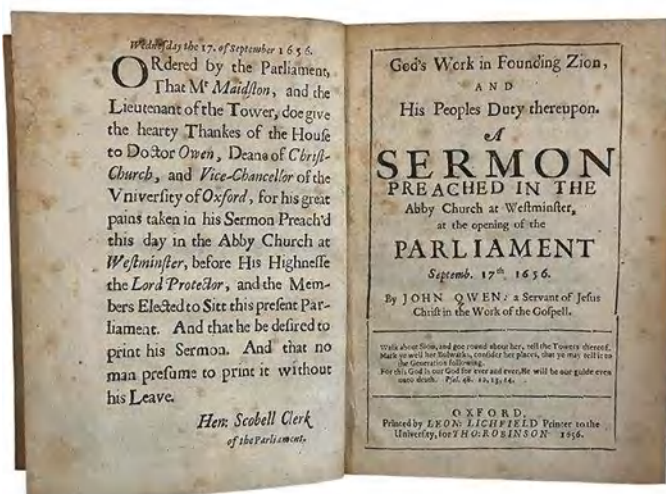 Wednesday the 17. of September 1656.
ORdered by the Parliament,
That Mr Maidston, and the
Lieutenant of the Tower, doe give
the hearty Thankes of the House
to Doctor Owen, Deane of Christ-
Church, and Vice-Chancellor of the
Vniversity of Oxford, for his great
pains taken in his Sermon Preach'd
this day in the Abby Church at
Westminster, before His Highnesse
the Lord Protector, and the Mem-
bers Elected to Sitt this present Par-
liament. And that he be desired to
print his Sermon. And that no
man presume to print it without
his Leave.
Hen: Scobell Clerk
of the Parliament.
God's Work in Founding Zion,
AND
His Peoples Duty thereupon.
A
SERMON
PREACHED IN THE
Abby Church at Westminster,
at the opening of the
PARLIAMENT
Septemb. 17th 1656.
By JOHN OWEN: a Servant of Jesus
Christ in the Work of the Gospell.
Walk about Sion, and goe round about her, tell the Towers thereof,
Mark ye well her Bulwarks, consider her places, that ye may tell it to
the Generation following.
For this God is our God for ever and ever, He will be our guide even
unto death. Psal. 48. 12, 13, 14.
OXFORD,
Printed by LEON: LICHFIELD Printer to the
University, for THO: ROBINSON 1656.